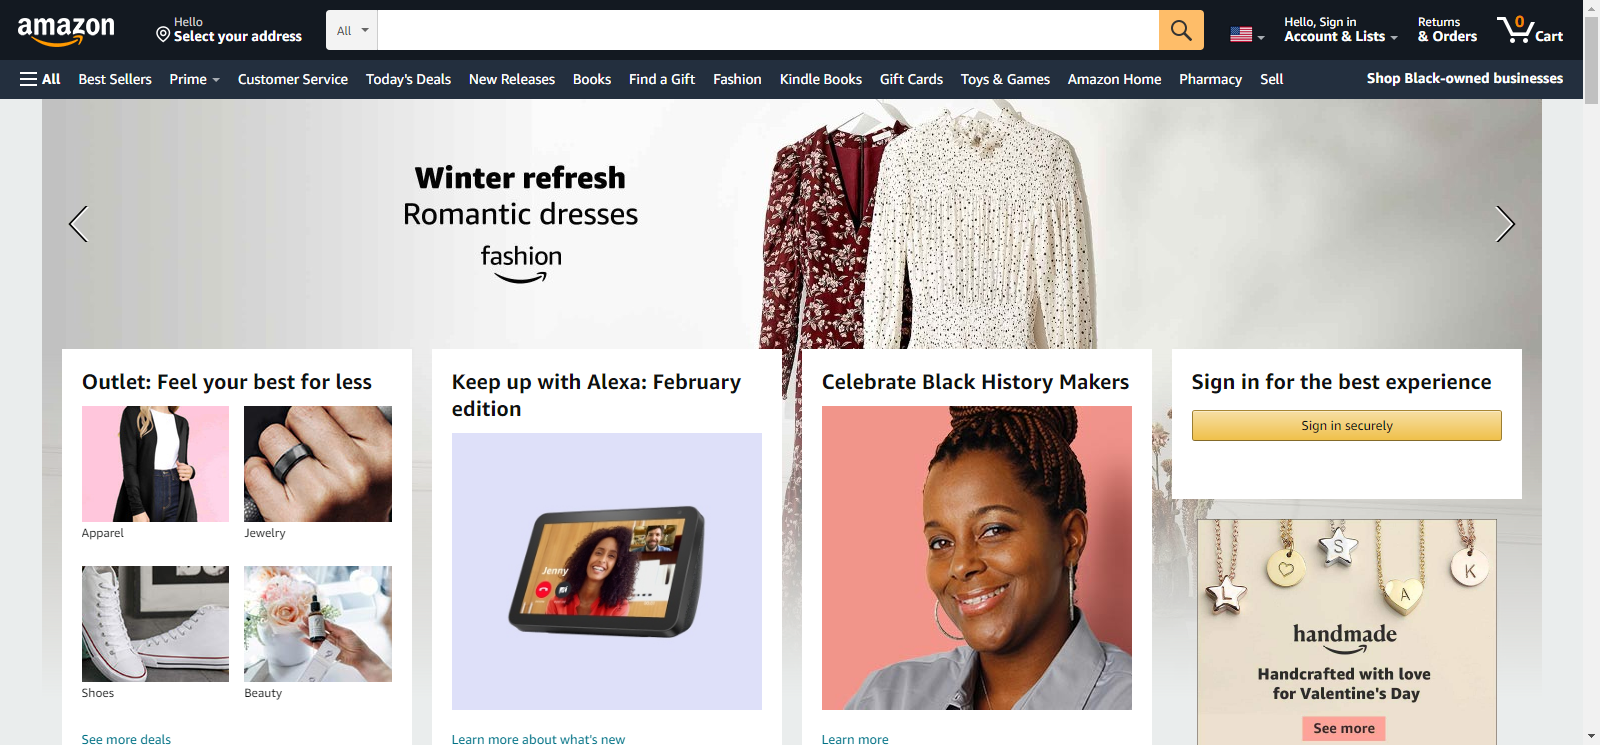 amazon
Hello
Select your address
All
Hello, Sign in
Account & Lists
Returns
& Orders
0
Cart
All
Best Sellers
Prime
Customer Service
Today's Deals
New Releases
Books
Find a Gift
Fashion
Kindle Books
Gift Cards
Toys & Games
Amazon Home
Pharmacy
Sell
Shop Black-owned businesses
Winter refresh
Romantic dresses
fashion
Outlet: Feel your best for less
Apparel
Jewelry
Shoes
Beauty
See more deals
Keep up with Alexa: February
edition
Jenny
Learn more about what's new
Celebrate Black History Makers
Learn more
Sign in for the best experience
Sign in securely
L
S
A
K
handmade
Handcrafted with love
for Valentine's Day
See more